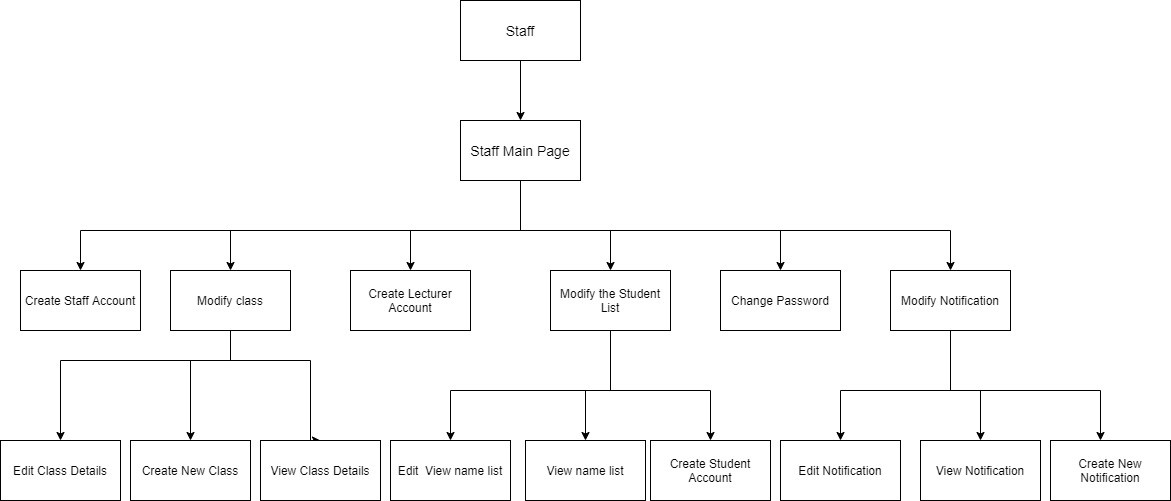 Staff
Staff Main Page
Create Staff Account
Modify class
Create Lecturer
Account
Modify the Student
List
Change Password
Modify Notification
Edit Class Details
Create New Class
View Class Details
Edit  View name list
View name list
Create Student
Account
Edit Notification
View Notification
Create New
Notification